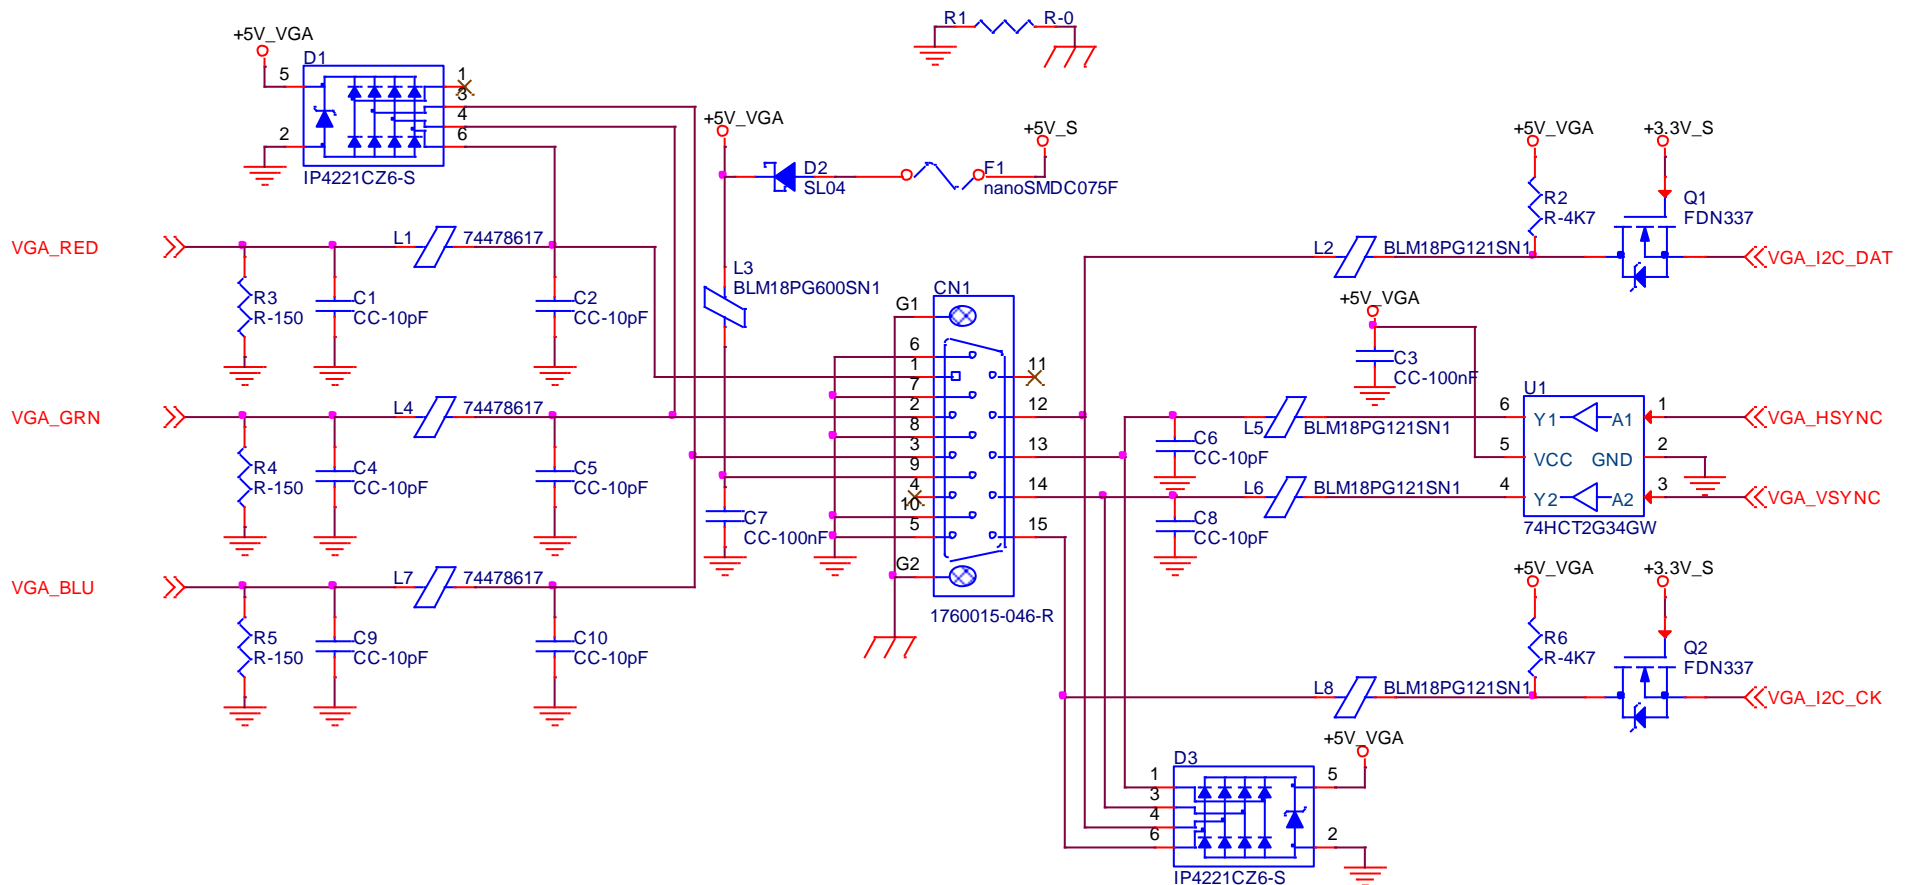 R1 R-0
+5V_VGA
D1
5
2
1
3
4
6
IP4221CZ6-S
+5V_VGA
+5V_S
D2
SL04
F1
nanoSMDC075F
+5V_VGA
+3.3V_S
R2
R-4K7
Q1
FDN337
VGA_RED
L1
74478617
R3
R-150
C1
CC-10pF
C2
CC-10pF
L3
BLM18PG600SN1
L2
BLM18PG121SN1
VGA_I2C_DAT
CN1
G1
6
1
7
2
8
3
9
4
10
5
G2
11
12
13
14
15
1760015-046-R
+5V_VGA
C3
CC-100nF
U1
6
5
4
Y1
A1
VCC
GND
Y2
A2
1
2
3
74HCT2G34GW
VGA_HSYNC
VGA_VSYNC
VGA_GRN
L4
74478617
R4
R-150
C4
CC-10pF
C5
CC-10pF
L5
BLM18PG121SN1
C6
CC-10pF
L6
BLM18PG121SN1
C7
CC-100nF
C8
CC-10pF
VGA_BLU
L7
74478617
R5
R-150
C9
CC-10pF
C10
CC-10pF
+5V_VGA
+3.3V_S
R6
R-4K7
Q2
FDN337
L8
BLM18PG121SN1
VGA_I2C_CK
+5V_VGA
D3
1
3
4
6
5
2
IP4221CZ6-S